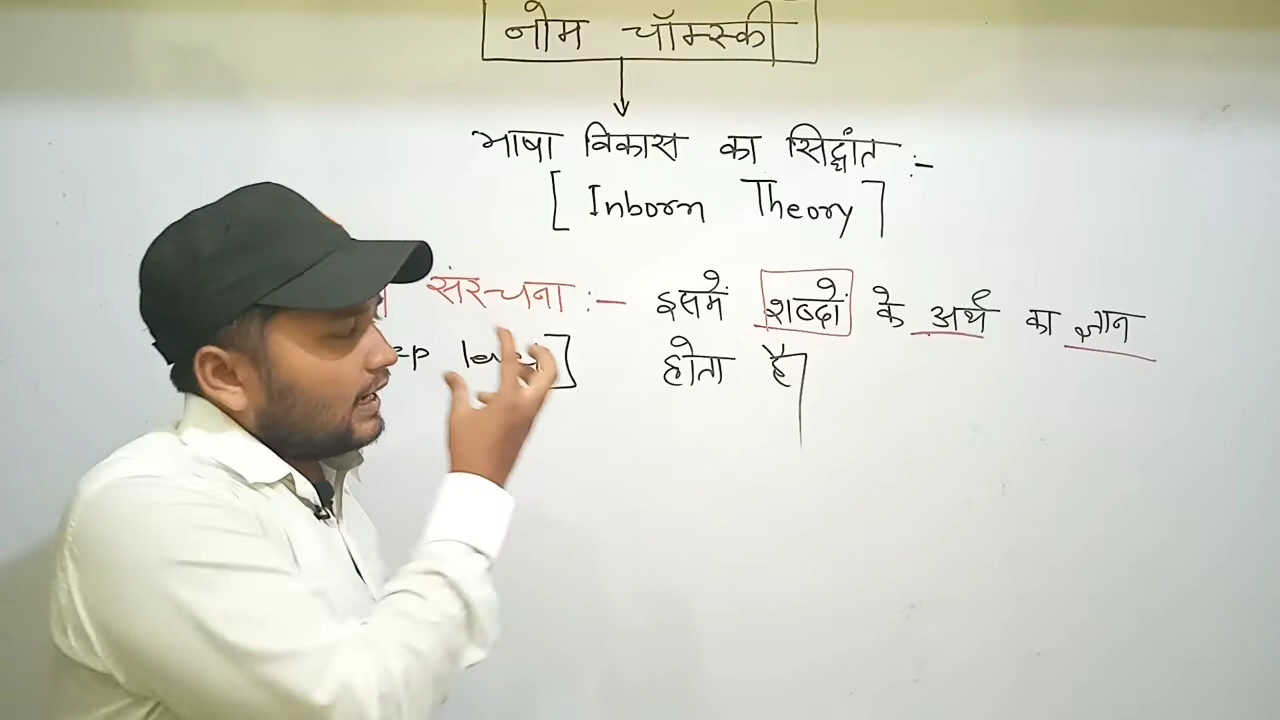 नोम चॉम्स्की
भाषा विकास का सिद्धांत :-
[ Inborn Theory ]
संरचना :- इसमें शब्दों के अर्थ का ज्ञान
होता है।